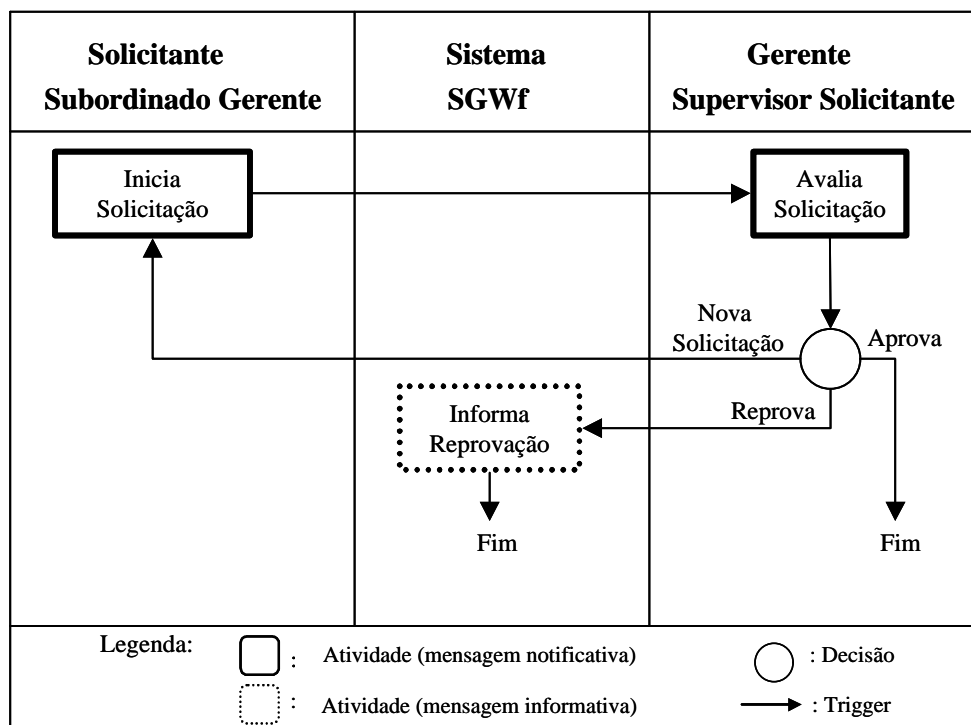 Solicitante
Subordinado Gerente
Sistema
SGWf
Gerente
Supervisor Solicitante
Inicia
Solicitação
Avalia
Solicitação
Nova
Solicitação
Aprova
Informa
Reprovação
Reprova
Fim
Fim
Legenda:
: Atividade (mensagem notificativa)
: Decisão
: Atividade (mensagem informativa)
: Trigger